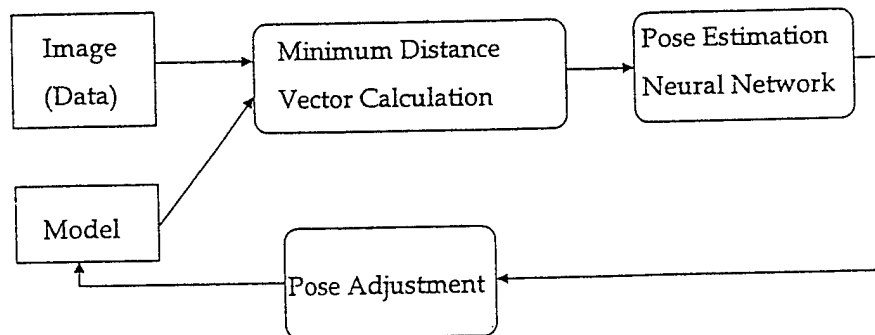 Image
(Data)
Minimum Distance
Vector Calculation
Pose Estimation
Neural Network
Model
Pose Adjustment